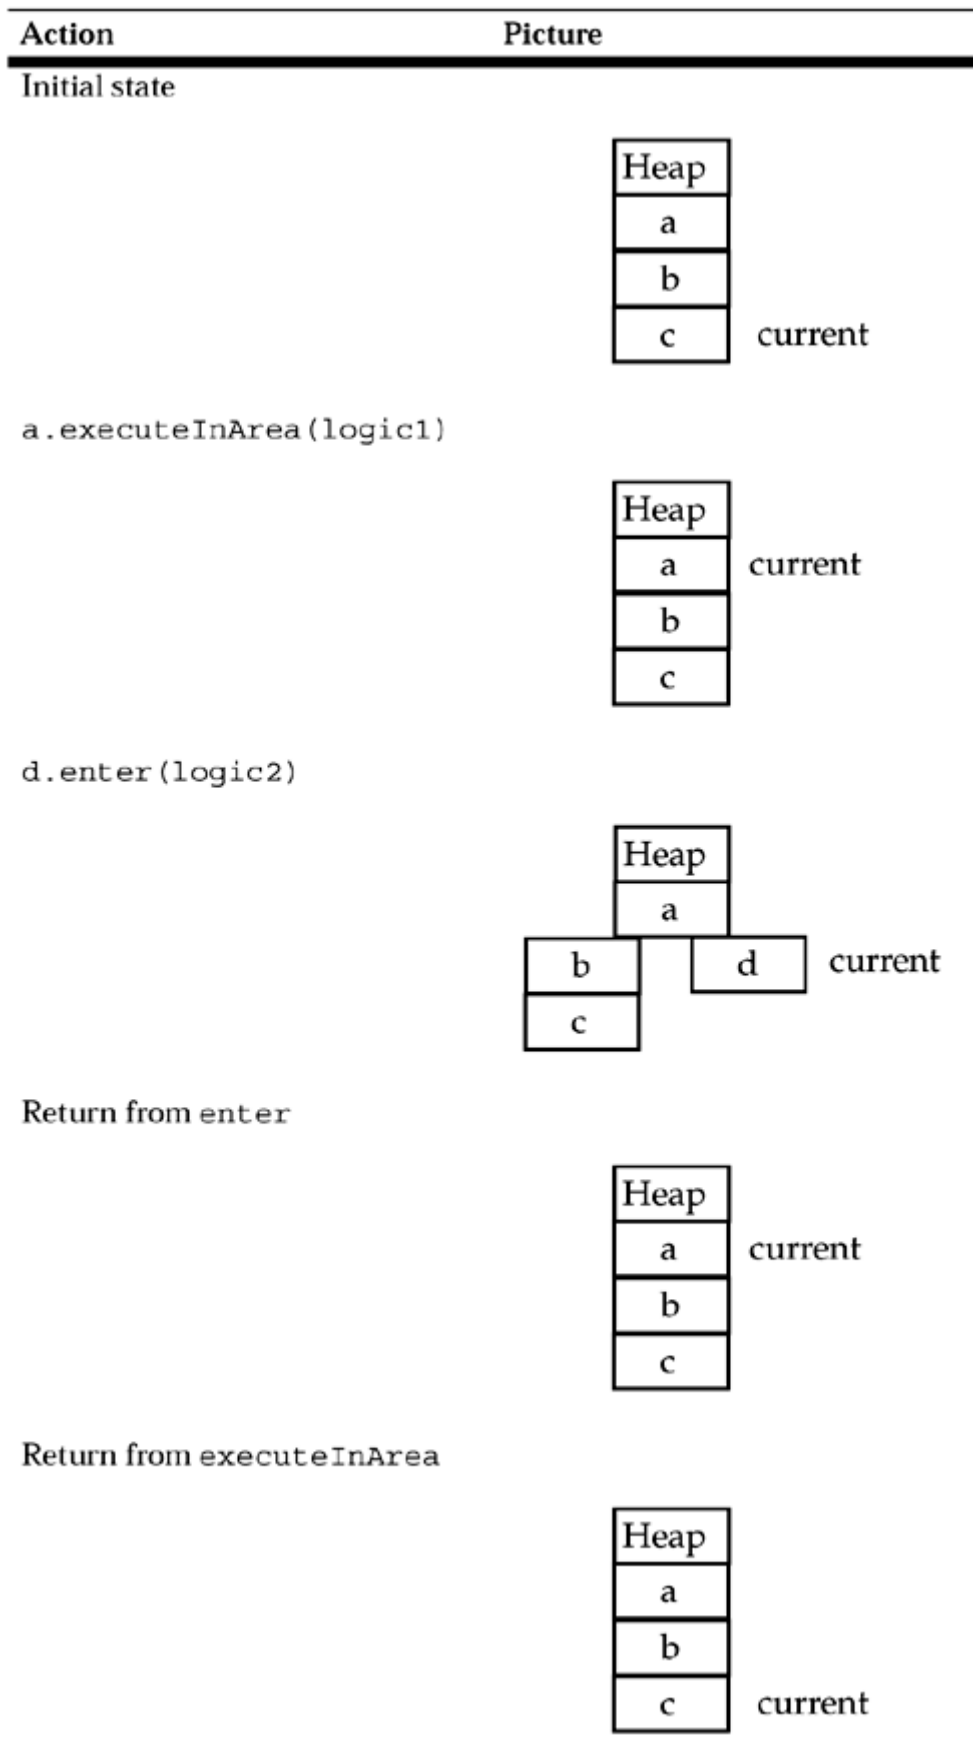 Action Picture
Initial state
Heap
a
b
c current
a.executeInArea(logic1)
Heap
a current
b
c
d.enter(logic2)
Heap
a
b d current
c
Return from enter
Heap
a current
b
c
Return from executeInArea
Heap
a
b
c current